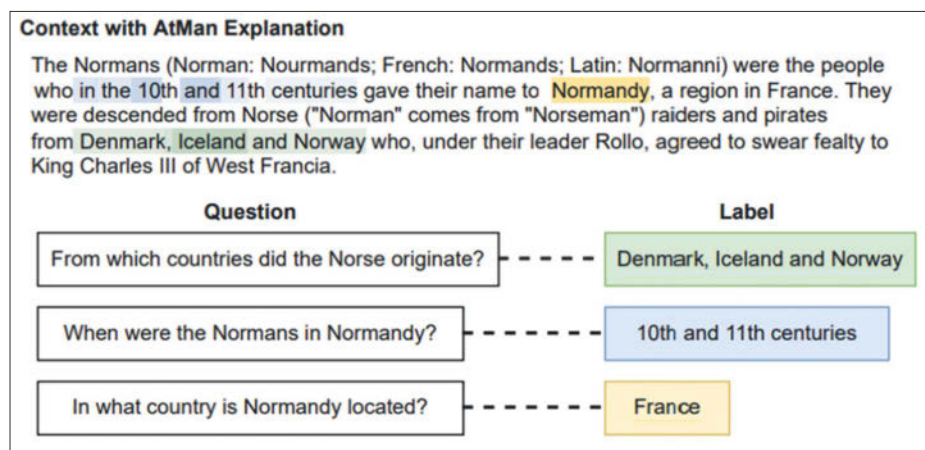 Context with AtMan Explanation
The Normans (Norman: Nourmands; French: Normands; Latin: Normanni) were the people
who in the 10th and 11th centuries gave their name to Normandy, a region in France. They
were descended from Norse ("Norman" comes from "Norseman") raiders and pirates
from Denmark, Iceland and Norway who, under their leader Rollo, agreed to swear fealty to
King Charles III of West Francia.
Question Label
From which countries did the Norse originate? Denmark, Iceland and Norway
When were the Normans in Normandy? 10th and 11th centuries
In what country is Normandy located? France